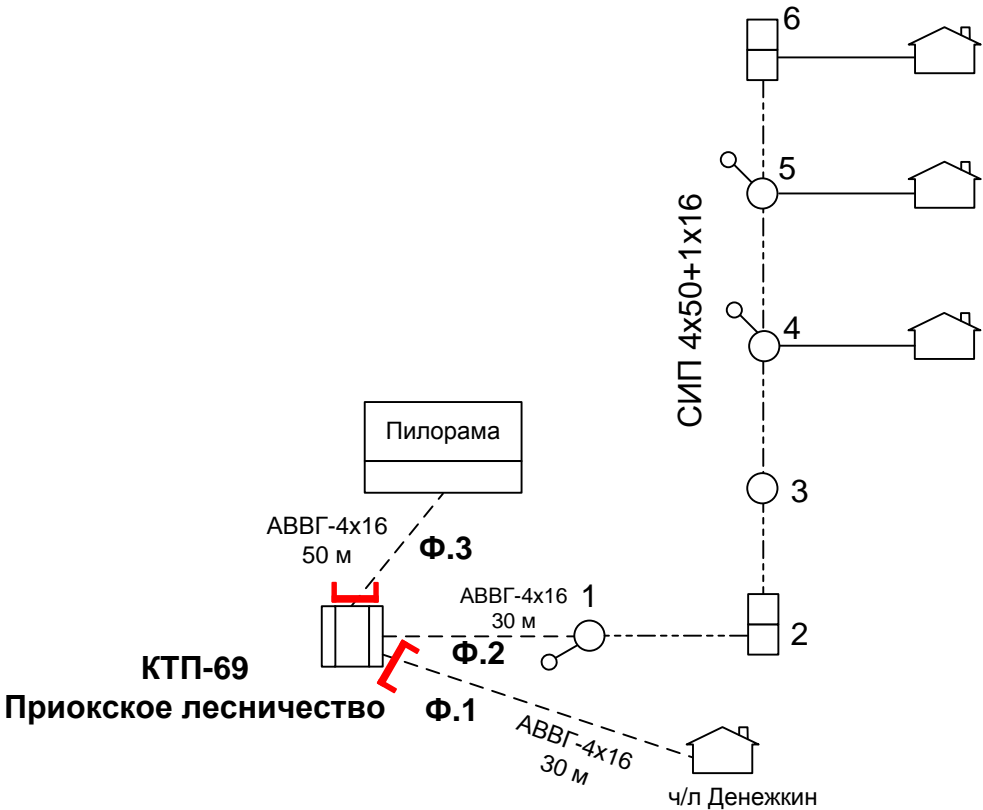 6
5
СИП 4х50+1х16
4
Пилорама
3
АВВГ-4х16
50 м
Ф.3
АВВГ-4х16
30 м
1
2
Ф.2
КТП-69
Приокское лесничество
Ф.1
АВВГ-4х16
30 м
ч/л Денежкин